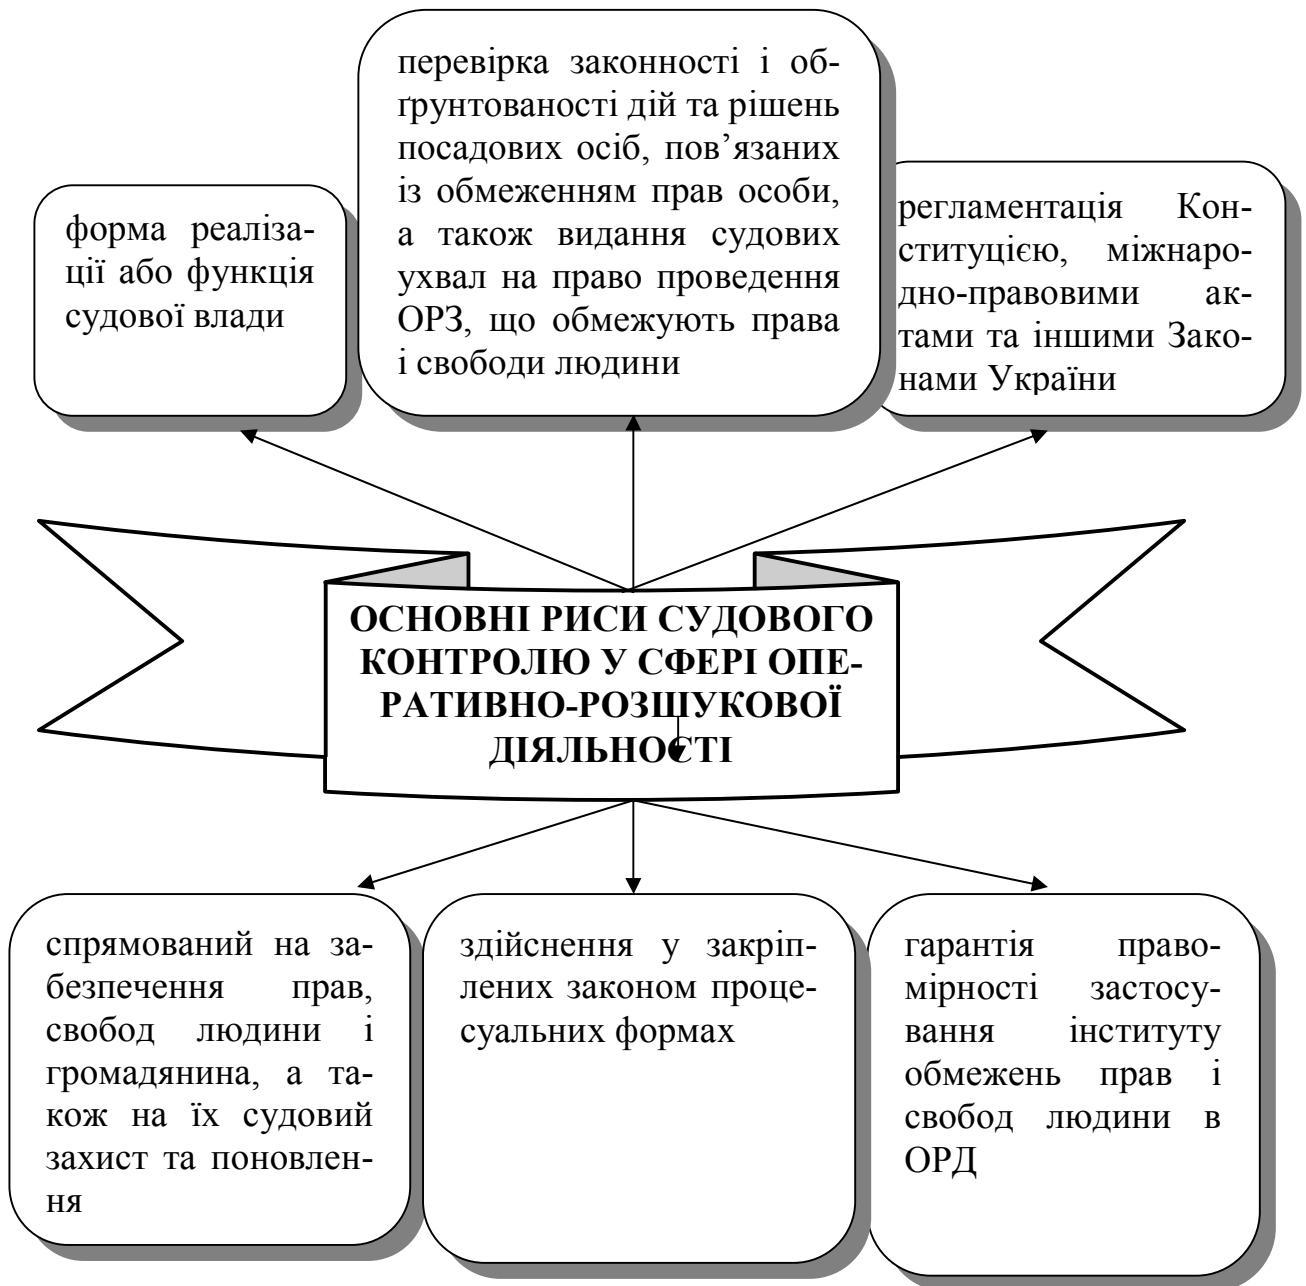 форма реаліза-
ції або функція
судової влади
перевірка законності і об-
ґрунтованості дій та рішень
посадових осіб, пов’язаних
із обмеженням прав особи,
а також видання судових
ухвал на право проведення
ОРЗ, що обмежують права
і свободи людини
регламентація Кон-
ституцією, міжнаро-
дно-правовими ак-
тами та іншими Зако-
нами України
ОСНОВНІ РИСИ СУДОВОГО
КОНТРОЛЮ У СФЕРІ ОПЕ-
РАТИВНО-РОЗШУКОВОЇ
ДІЯЛЬНОСТІ
спрямований на за-
безпечення прав,
свобод людини і
громадянина, а та-
кож на їх судовий
захист та поновлен-
ня
здійснення у закріп-
лених законом проце-
суальних формах
гарантія право-
мірності застосу-
вання інституту
обмежень прав і
свобод людини в
ОРД